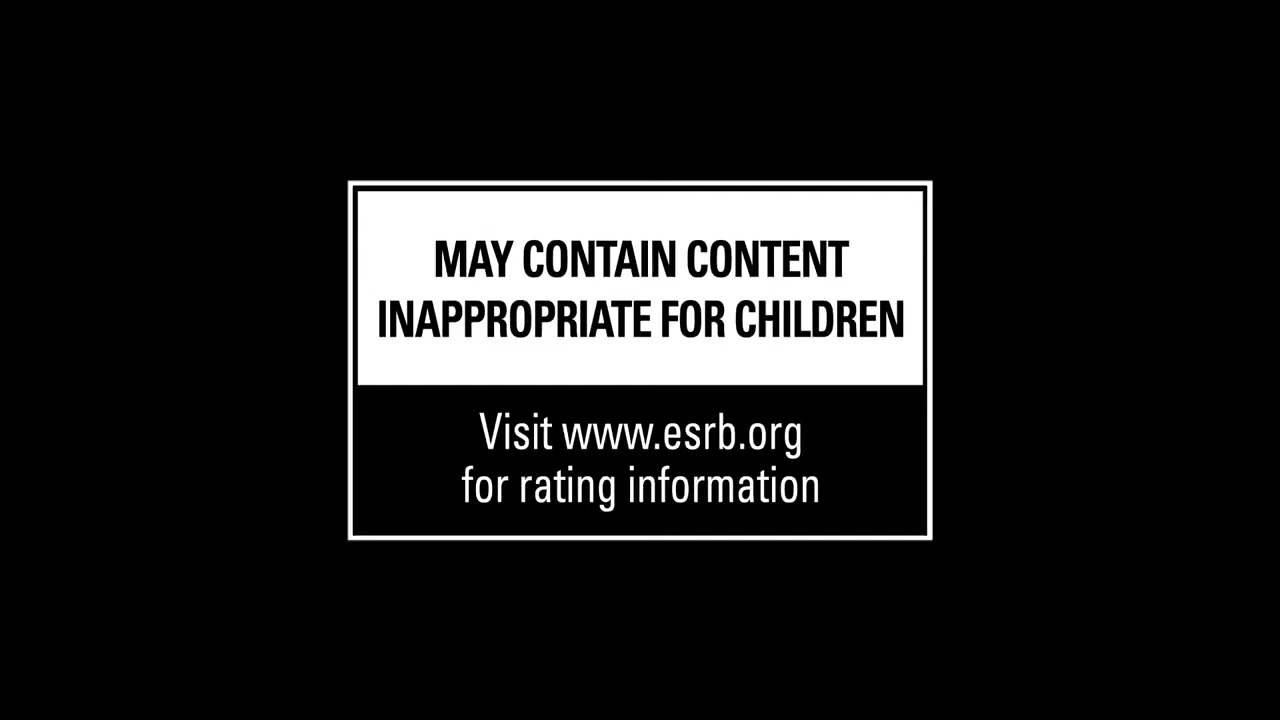 MAY CONTAIN CONTENT
INAPPROPRIATE FOR CHILDREN
Visit www.esrb.org
for rating information